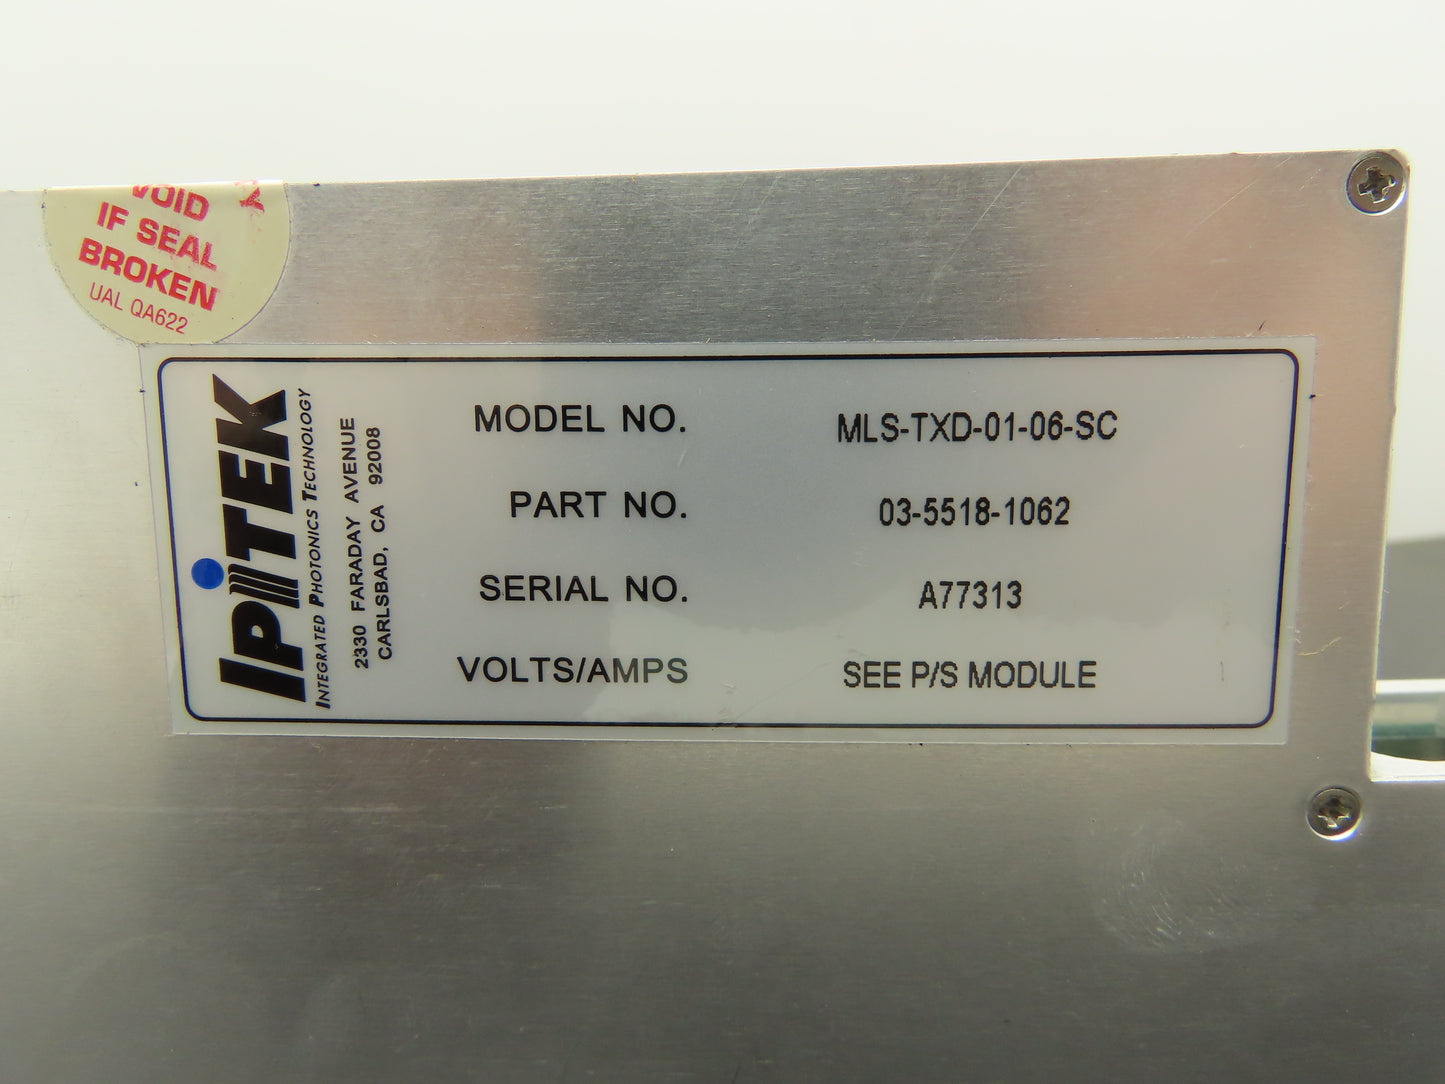 VOID
IF SEAL
BROKEN
UAL QA622
IPITEK
INTEGRATED PHOTONICS TECHNOLOGY
2330 FARADAY AVENUE
CARLSBAD, CA 92008
MODEL NO. MLS-TXD-01-06-SC
PART NO. 03-5518-1062
SERIAL NO. A77313
VOLTS/AMPS SEE P/S MODULE